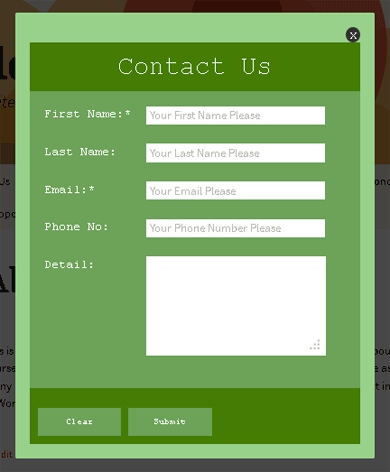 x
Contact Us
First Name:* Your First Name Please
Last Name: Your Last Name Please
Email:* Your Email Please
Phone No: Your Phone Number Please
Detail:
Clear Submit
dit